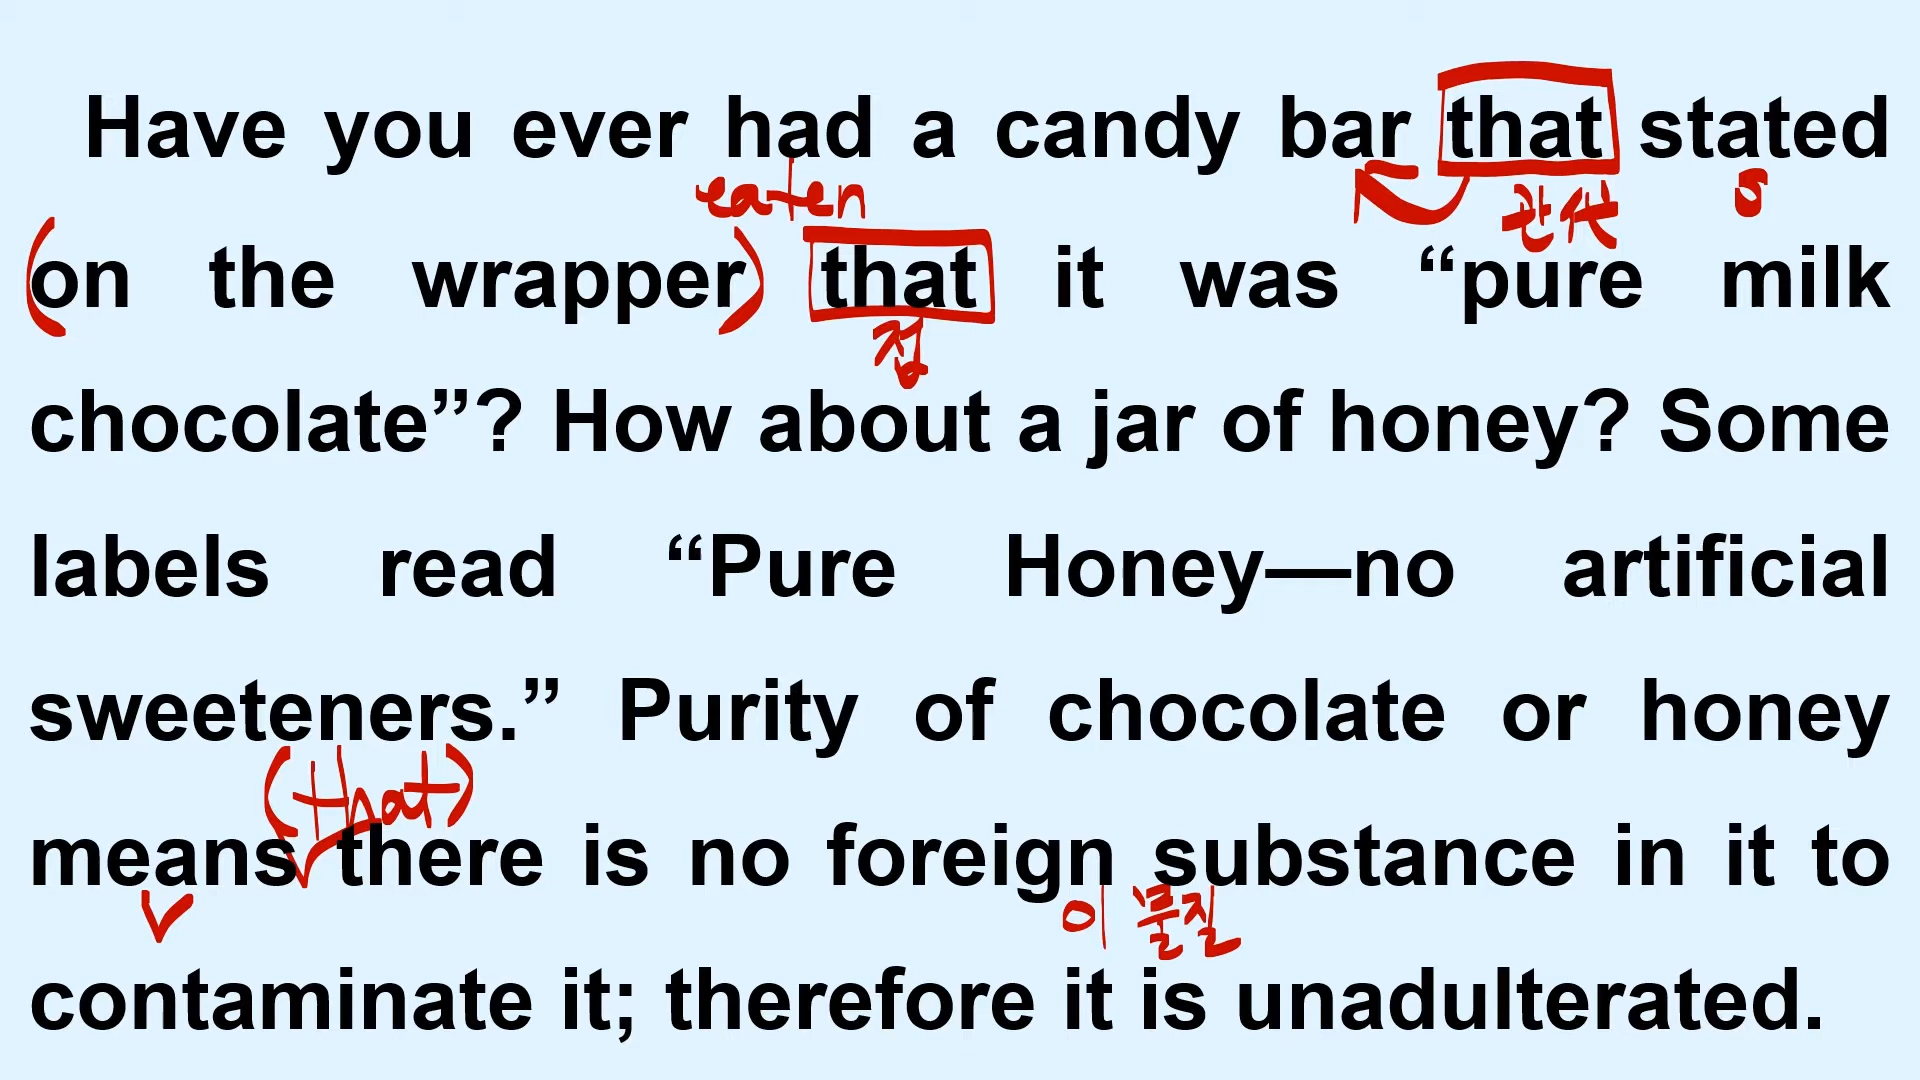 Have you ever had a candy bar that stated
eaten 관代
on the wrapper) that it was “pure milk
접
chocolate”? How about a jar of honey? Some
labels read “Pure Honey—no artificial
sweeteners.” Purity of chocolate or honey
(that)
means there is no foreign substance in it to
이물질
contaminate it; therefore it is unadulterated.